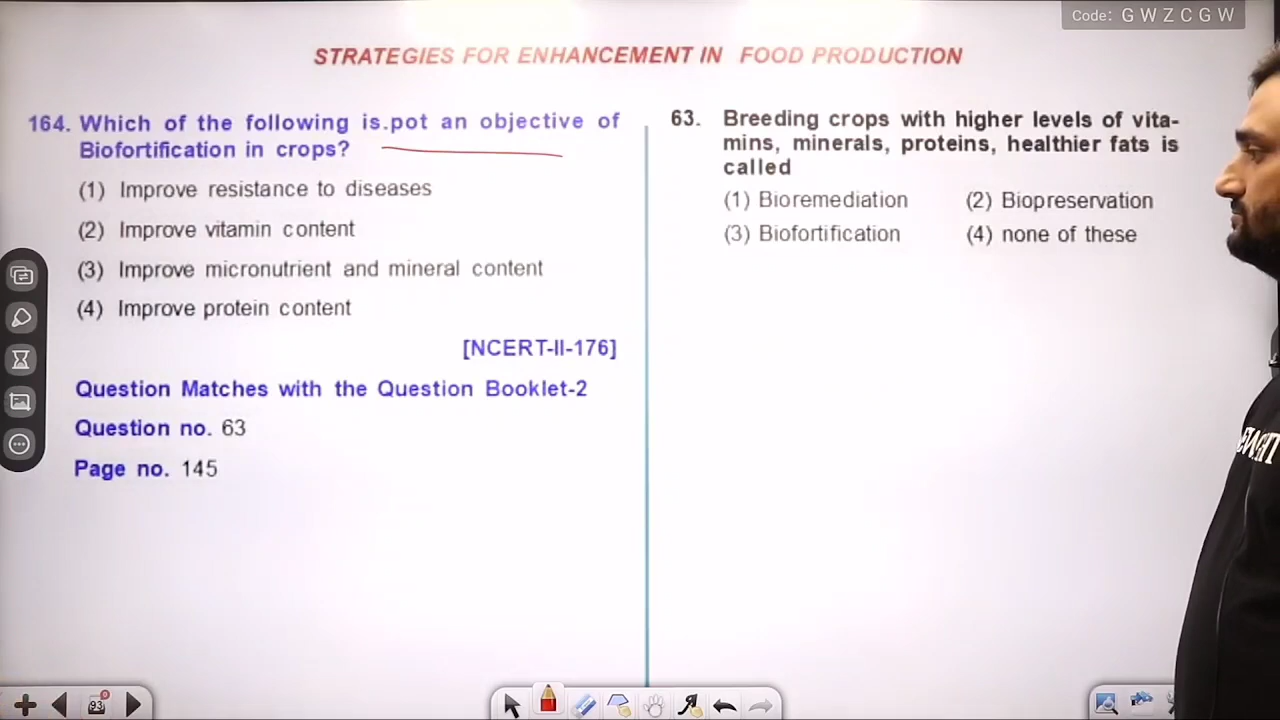 Code: G W Z C G W
STRATEGIES FOR ENHANCEMENT IN FOOD PRODUCTION
164. Which of the following is.pot an objective of
Biofortification in crops?
(1) Improve resistance to diseases
(2) Improve vitamin content
(3) Improve micronutrient and mineral content
(4) Improve protein content
[NCERT-II-176]
Question Matches with the Question Booklet-2
Question no. 63
Page no. 145
63. Breeding crops with higher levels of vita-
mins, minerals, proteins, healthier fats is
called
(1) Bioremediation (2) Biopreservation
(3) Biofortification (4) none of these
93